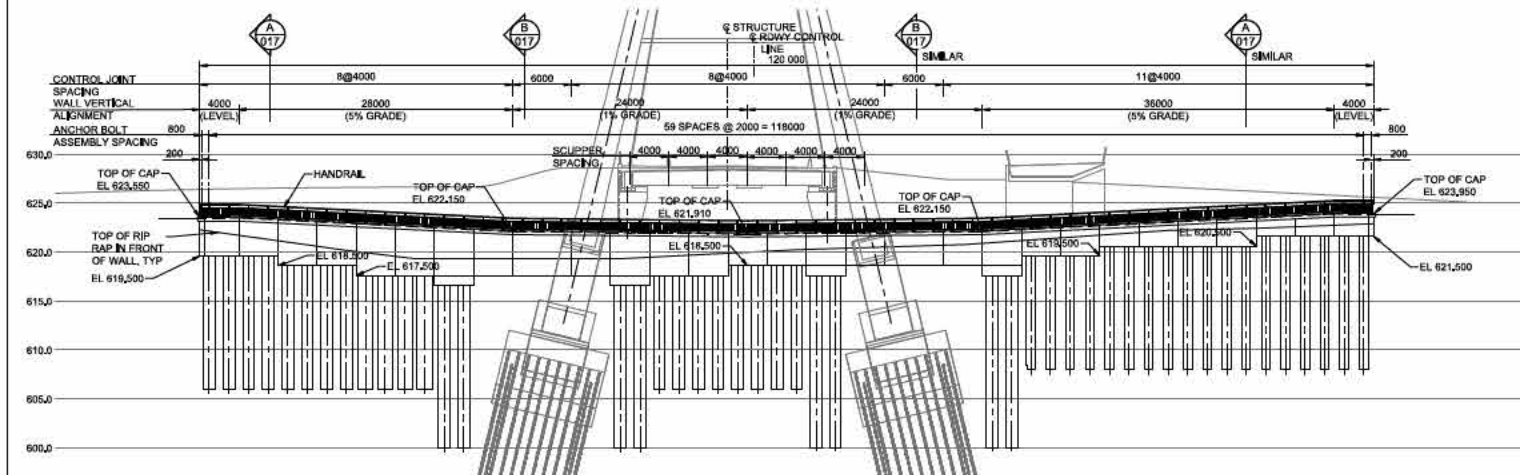 A
017
B
017
℄ STRUCTURE
℄ RDWY CONTROL
LINE
120 000
B
017
SIMILAR
A
017
SIMILAR
CONTROL JOINT
SPACING
8@4000
6000
8@4000
6000
11@4000
WALL VERTICAL
ALIGNMENT
4000
(LEVEL)
28000
(5% GRADE)
24000
(1% GRADE)
24000
(1% GRADE)
36000
(5% GRADE)
4000
(LEVEL)
ANCHOR BOLT
ASSEMBLY SPACING
800
59 SPACES @ 2000 = 118000
800
200
SCUPPER
SPACING
4000 4000 4000 4000 4000 4000
200
630.0
TOP OF CAP
EL 623.550
HANDRAIL
TOP OF CAP
EL 622.150
TOP OF CAP
EL 621.910
TOP OF CAP
EL 622.150
TOP OF CAP
EL 623.950
625.0
TOP OF RIP
RAP IN FRONT
OF WALL, TYP
EL 619.500
620.0
EL 618.500
EL 617.500
EL 618.500
EL 619.500
EL 620.500
EL 621.500
615.0
610.0
605.0
600.0